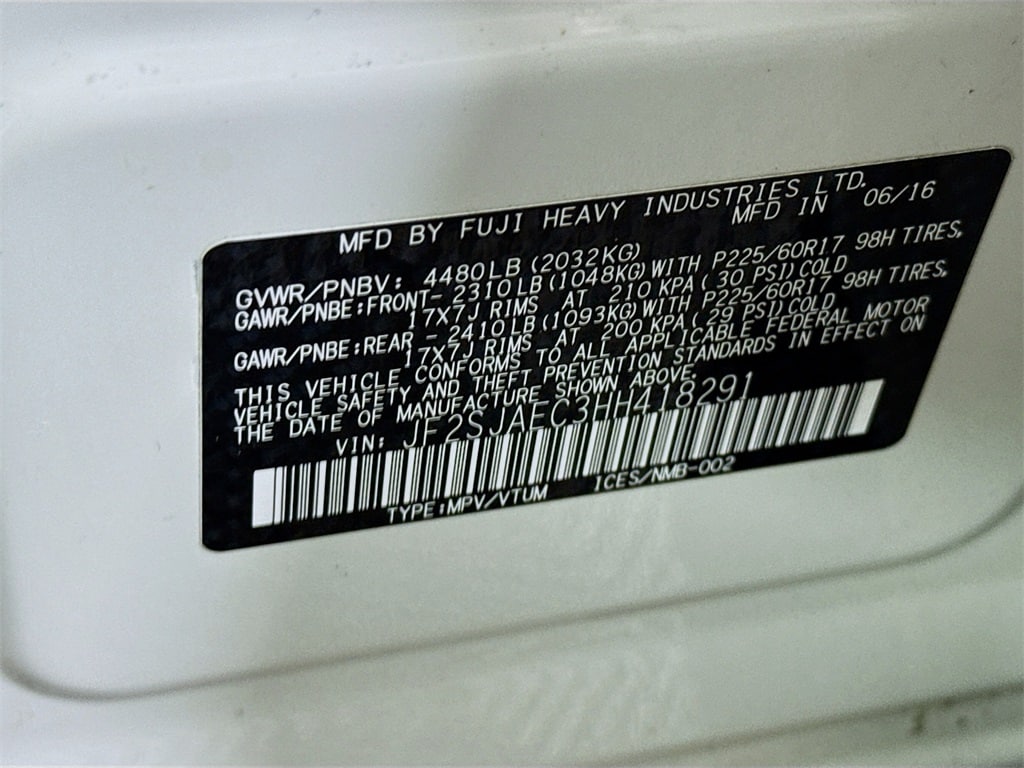 MFD BY FUJI HEAVY INDUSTRIES LTD.
MFD IN 06/16
GVWR/PNBV: 4480LB (2032KG)
GAWR/PNBE:FRONT- 2310LB (1048KG) WITH P225/60R17 98H TIRES,
17X7J RIMS AT 210 KPA (30 PSI) COLD
GAWR/PNBE:REAR - 2410LB (1093KG) WITH P225/60R17 98H TIRES,
17X7J RIMS AT 200 KPA (29 PSI) COLD
THIS VEHICLE CONFORMS TO ALL APPLICABLE FEDERAL MOTOR
VEHICLE SAFETY AND THEFT PREVENTION STANDARDS IN EFFECT ON
THE DATE OF MANUFACTURE SHOWN ABOVE.
VIN: JF2SJAEC3HH418291
TYPE:MPV/VTUM ICES/NMB-002